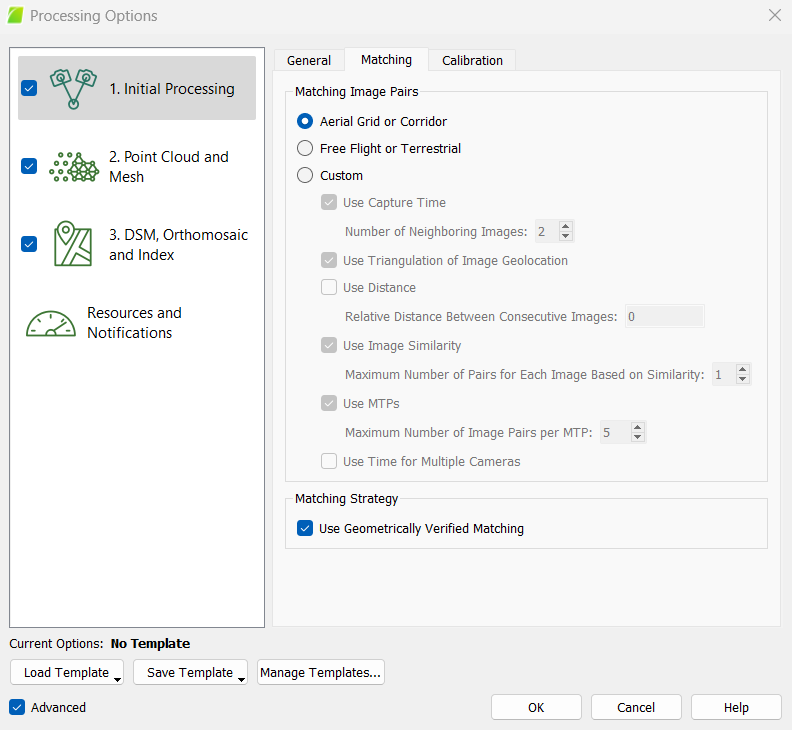 Processing Options
1. Initial Processing
2. Point Cloud and
Mesh
3. DSM, Orthomosaic
and Index
Resources and
Notifications
General Matching Calibration
Matching Image Pairs
Aerial Grid or Corridor
Free Flight or Terrestrial
Custom
Use Capture Time
Number of Neighboring Images: 2
Use Triangulation of Image Geolocation
Use Distance
Relative Distance Between Consecutive Images: 0
Use Image Similarity
Maximum Number of Pairs for Each Image Based on Similarity: 1
Use MTPs
Maximum Number of Image Pairs per MTP: 5
Use Time for Multiple Cameras
Matching Strategy
Use Geometrically Verified Matching
Current Options: No Template
Load Template Save Template Manage Templates...
Advanced
OK Cancel Help